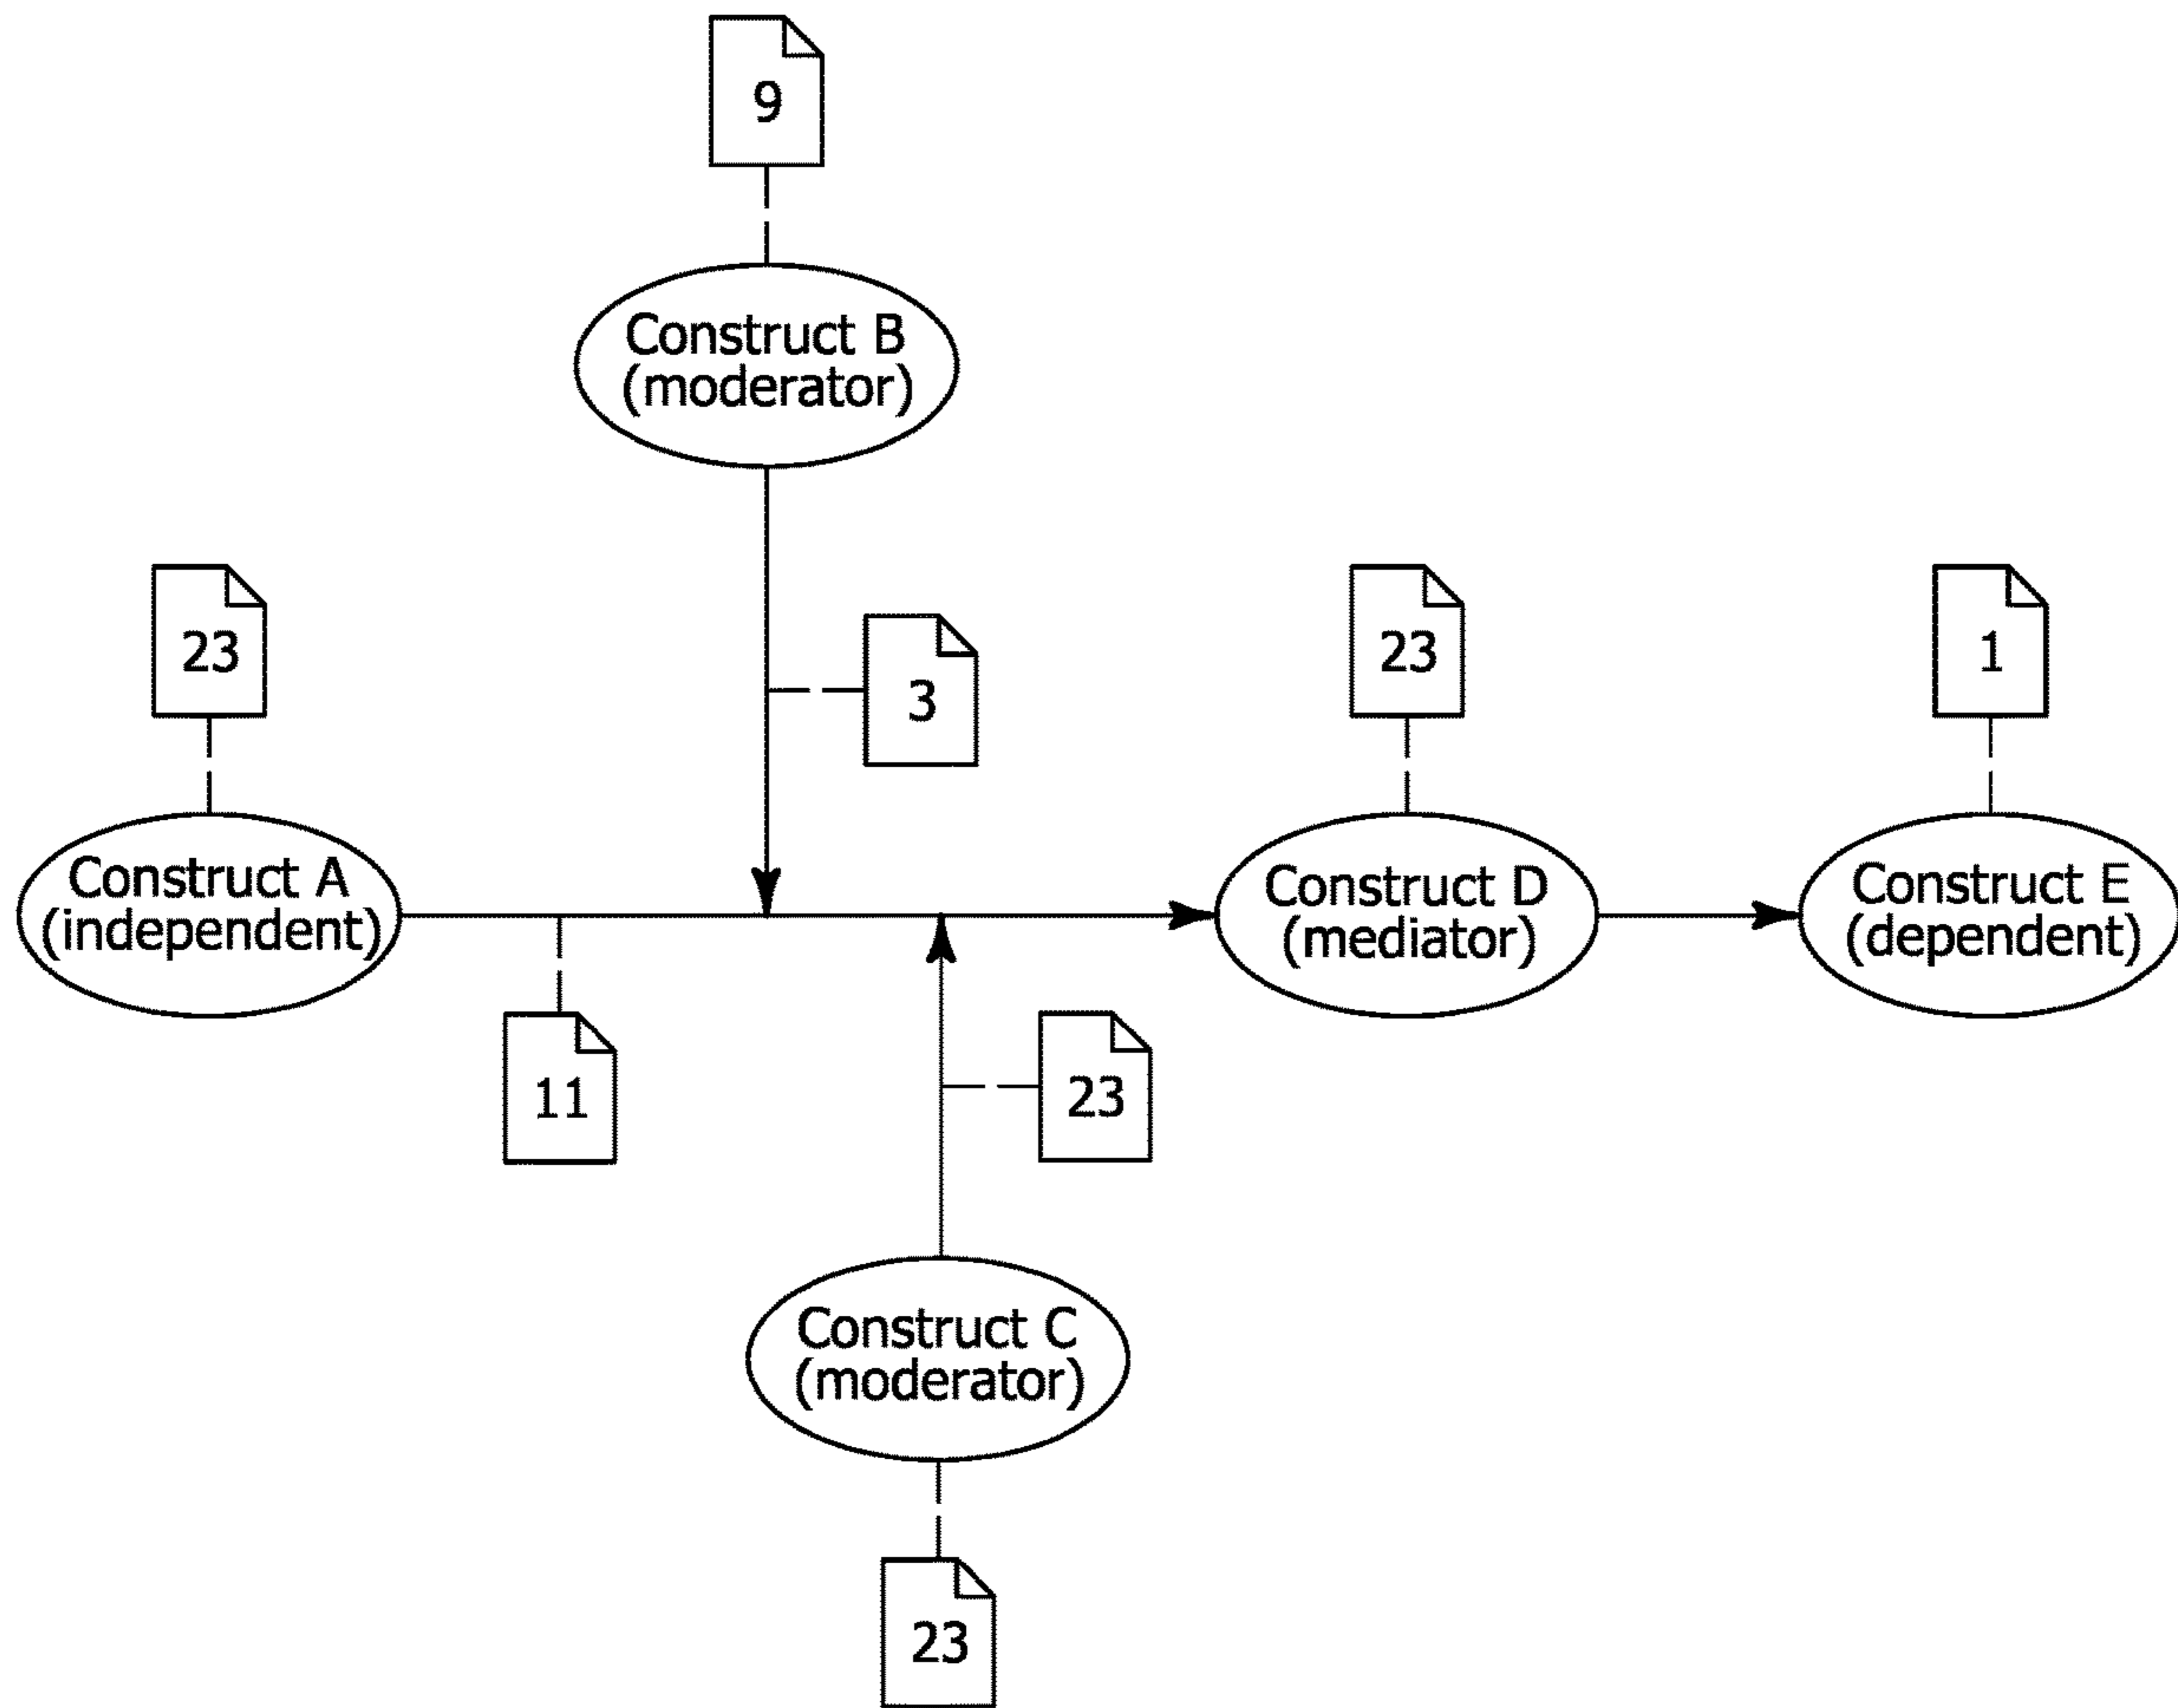 9
Construct B
(moderator)
23
3
23
1
Construct A
(independent)
Construct D
(mediator)
Construct E
(dependent)
11
23
Construct C
(moderator)
23